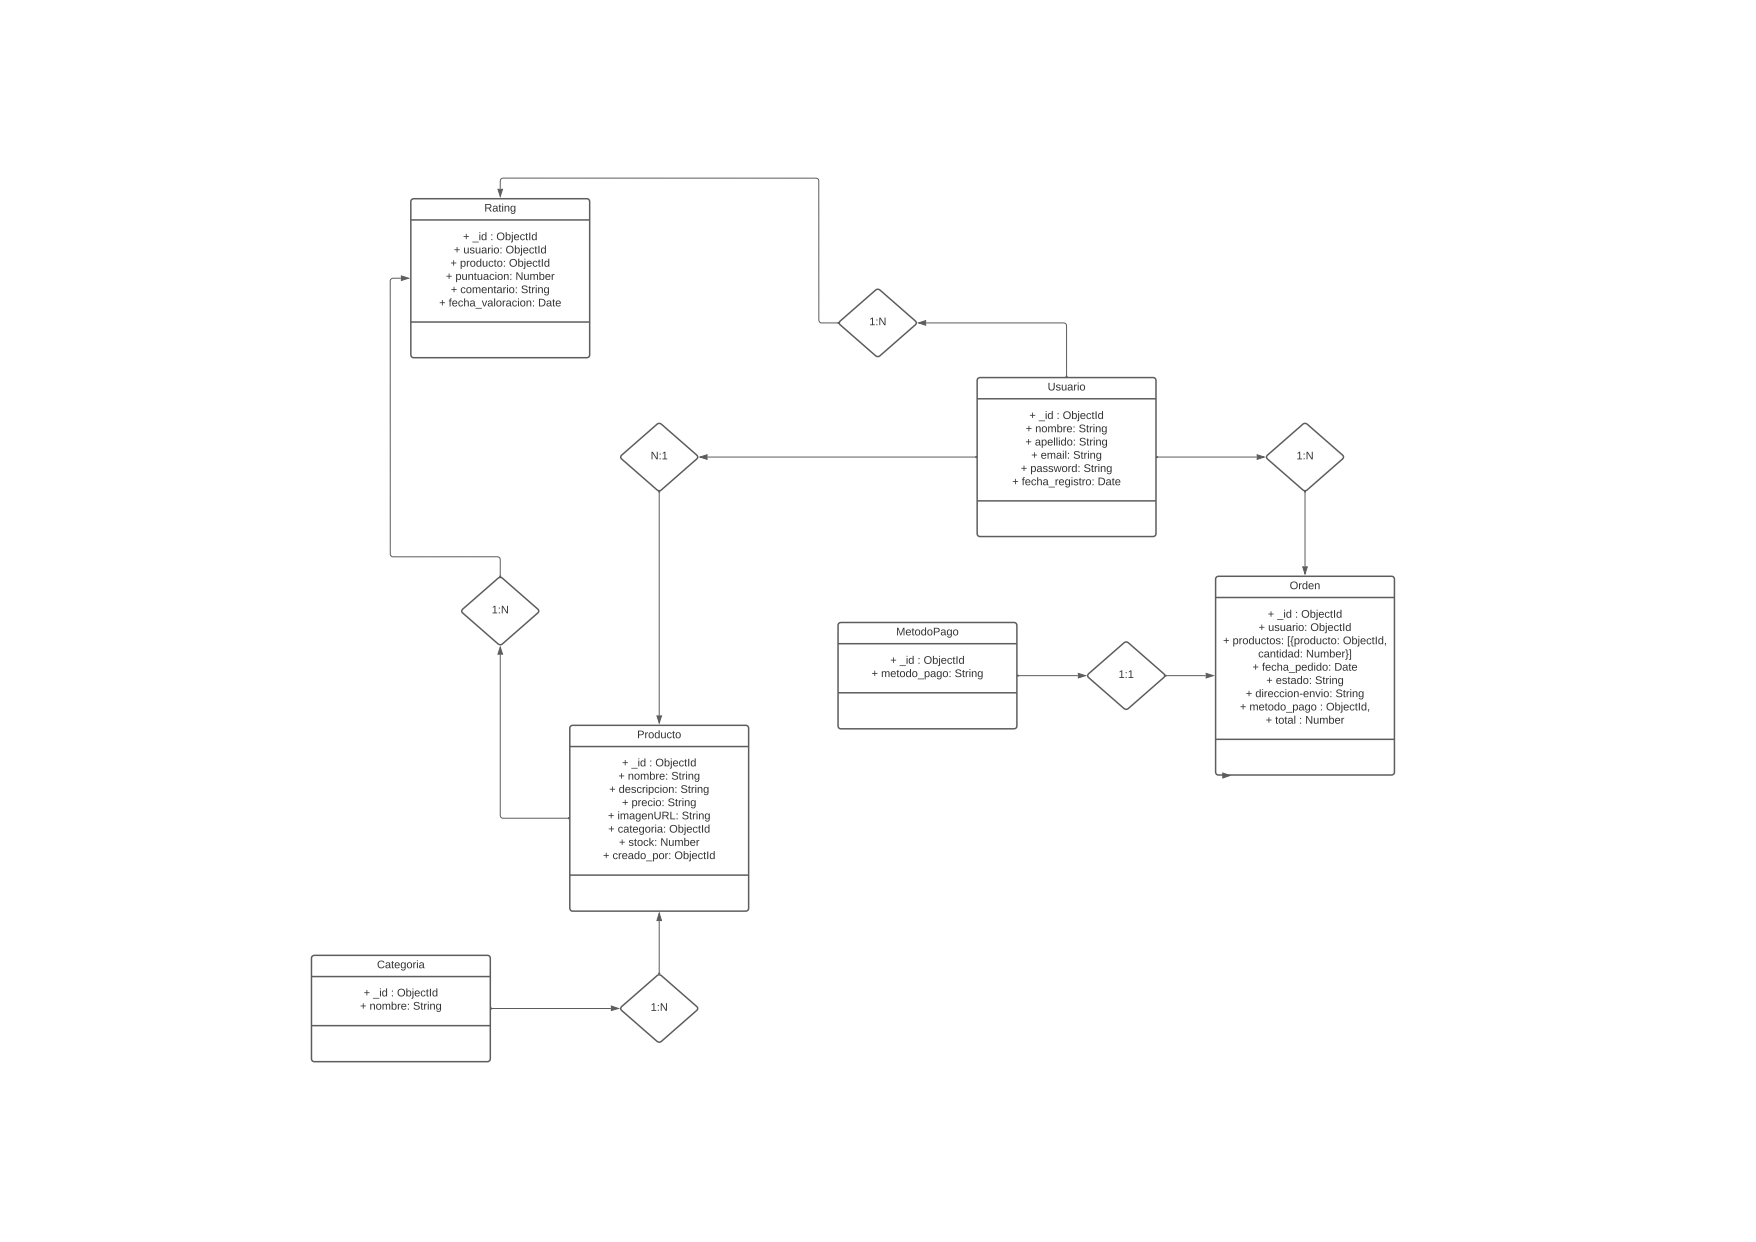 Rating
+ _id : ObjectId
+ usuario: ObjectId
+ producto: ObjectId
+ puntuacion: Number
+ comentario: String
+ fecha_valoracion: Date
1:N
Usuario
+ _id : ObjectId
+ nombre: String
+ apellido: String
+ email: String
+ password: String
+ fecha_registro: Date
N:1
1:N
1:N
Orden
+ _id : ObjectId
+ usuario: ObjectId
+ productos: [{producto: ObjectId,
cantidad: Number}]
+ fecha_pedido: Date
+ estado: String
+ direccion-envio: String
+ metodo_pago : ObjectId,
+ total : Number
MetodoPago
+ _id : ObjectId
+ metodo_pago: String
1:1
Producto
+ _id : ObjectId
+ nombre: String
+ descripcion: String
+ precio: String
+ imagenURL: String
+ categoria: ObjectId
+ stock: Number
+ creado_por: ObjectId
Categoria
+ _id : ObjectId
+ nombre: String
1:N